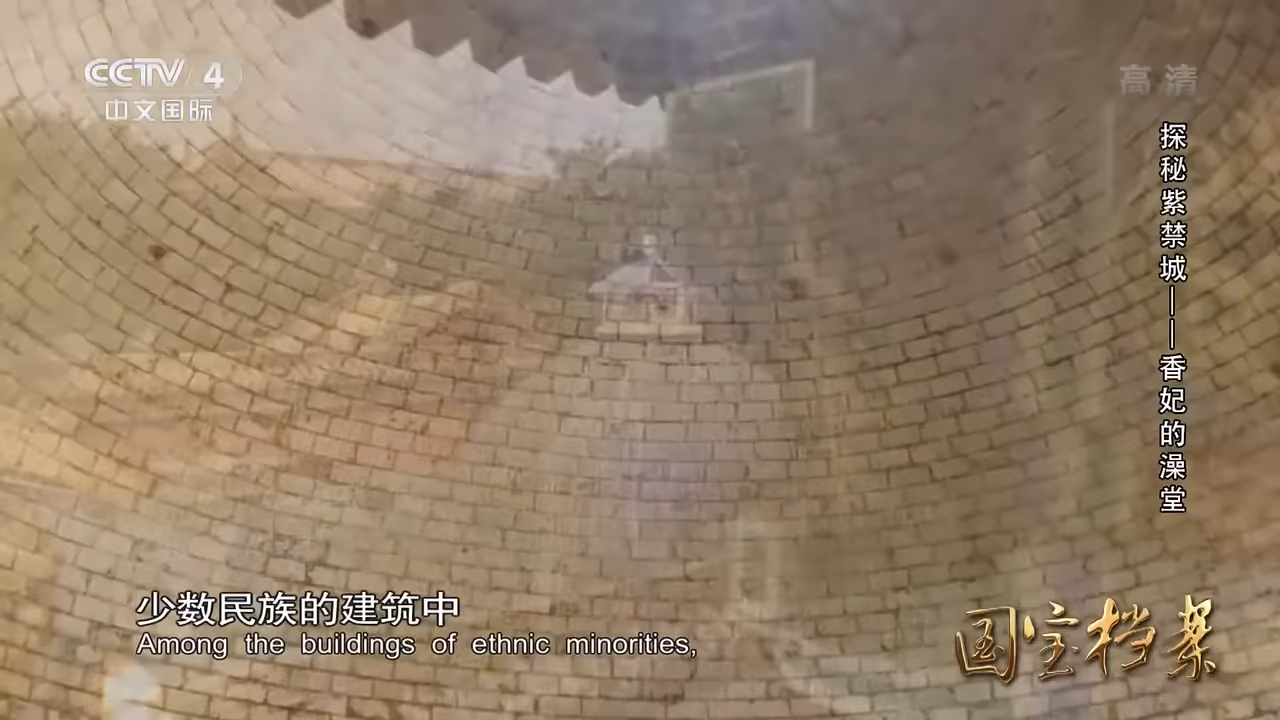 CCTV 4
中文国际
高清
探秘紫禁城——香妃的澡堂
少数民族的建筑中
Among the buildings of ethnic minorities,
国宝档案